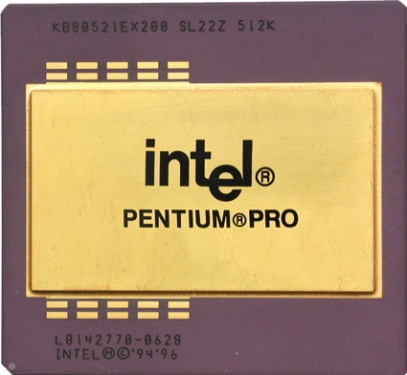 KB80521EX200 SL22Z 512K
intel®
PENTIUM®PRO
L8142770-0628
INTEL Ⓜ©'94'96